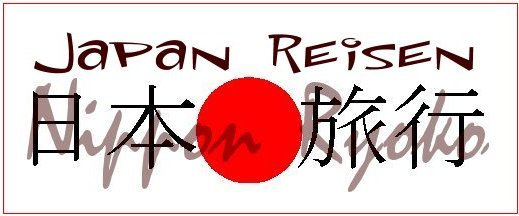 Japan Reisen
日本旅行
Nippon Ryoko